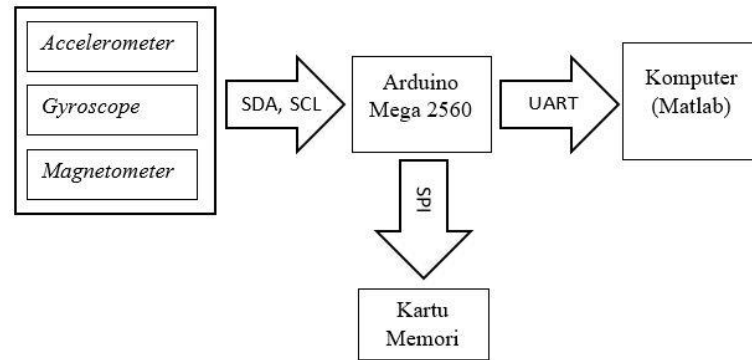 Accelerometer
Gyroscope
Magnetometer
SDA, SCL
Arduino
Mega 2560
UART
Komputer
(Matlab)
SPI
Kartu
Memori